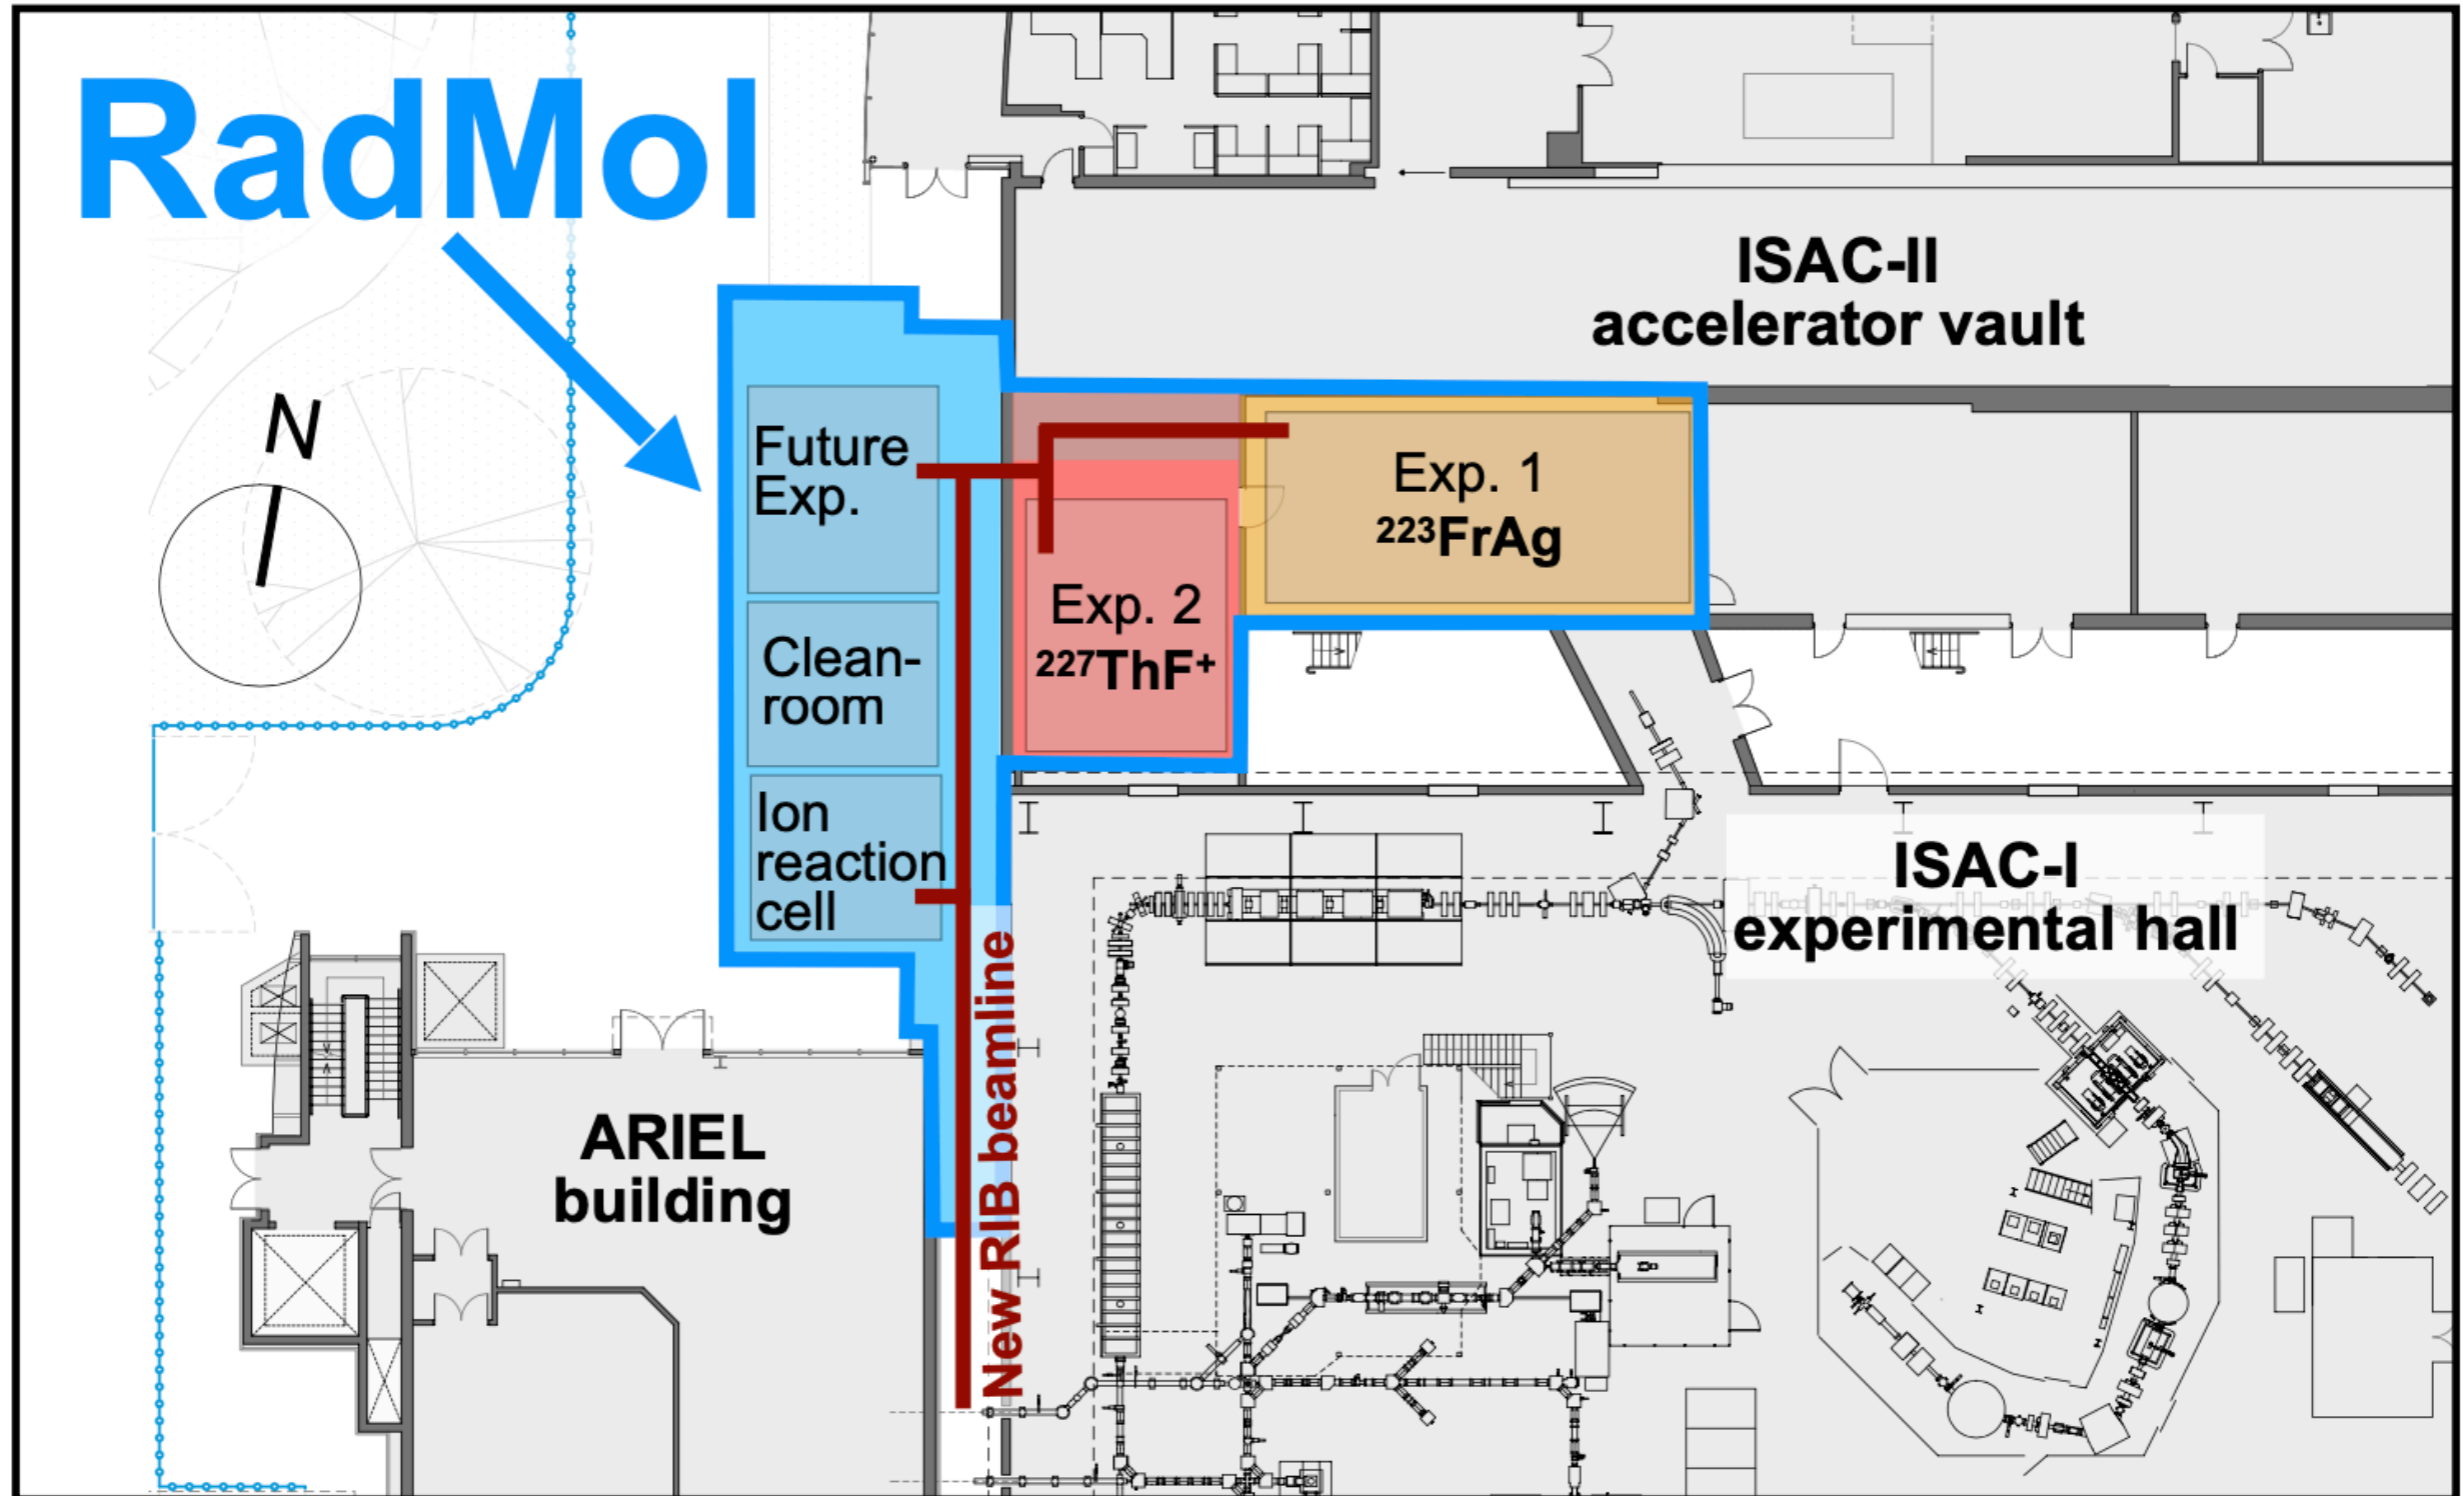 RadMol
N
ISAC-II
accelerator vault
Future
Exp.
Exp. 1
²²³FrAg
Exp. 2
²²⁷ThF⁺
Clean-
room
Ion
reaction
cell
ISAC-I
experimental hall
New RIB beamline
ARIEL
building